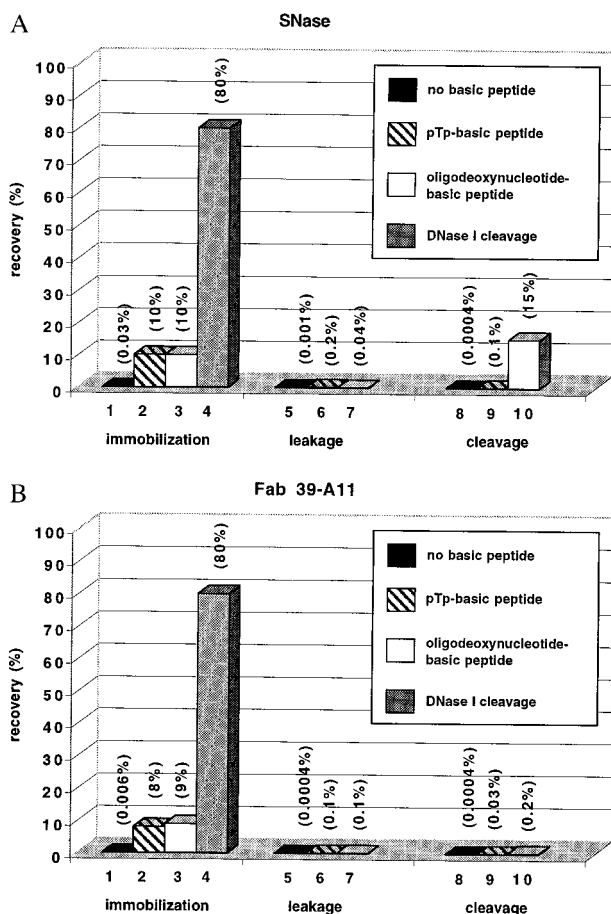 A
SNase
100
90
80
70
60
50
40
30
20
10
0
recovery (%)
(0.03%)
(10%)
(10%)
(80%)
(0.001%)
(0.2%)
(0.04%)
(0.0004%)
(0.1%)
(15%)
no basic peptide
pTp-basic peptide
oligodeoxynucleotide-
basic peptide
DNase I cleavage
1 2 3 4 5 6 7 8 9 10
immobilization leakage cleavage
B
Fab 39-A11
100
90
80
70
60
50
40
30
20
10
0
recovery (%)
(0.006%)
(8%)
(9%)
(80%)
(0.0004%)
(0.1%)
(0.1%)
(0.0004%)
(0.03%)
(0.2%)
no basic peptide
pTp-basic peptide
oligodeoxynucleotide-
basic peptide
DNase I cleavage
1 2 3 4 5 6 7 8 9 10
immobilization leakage cleavage